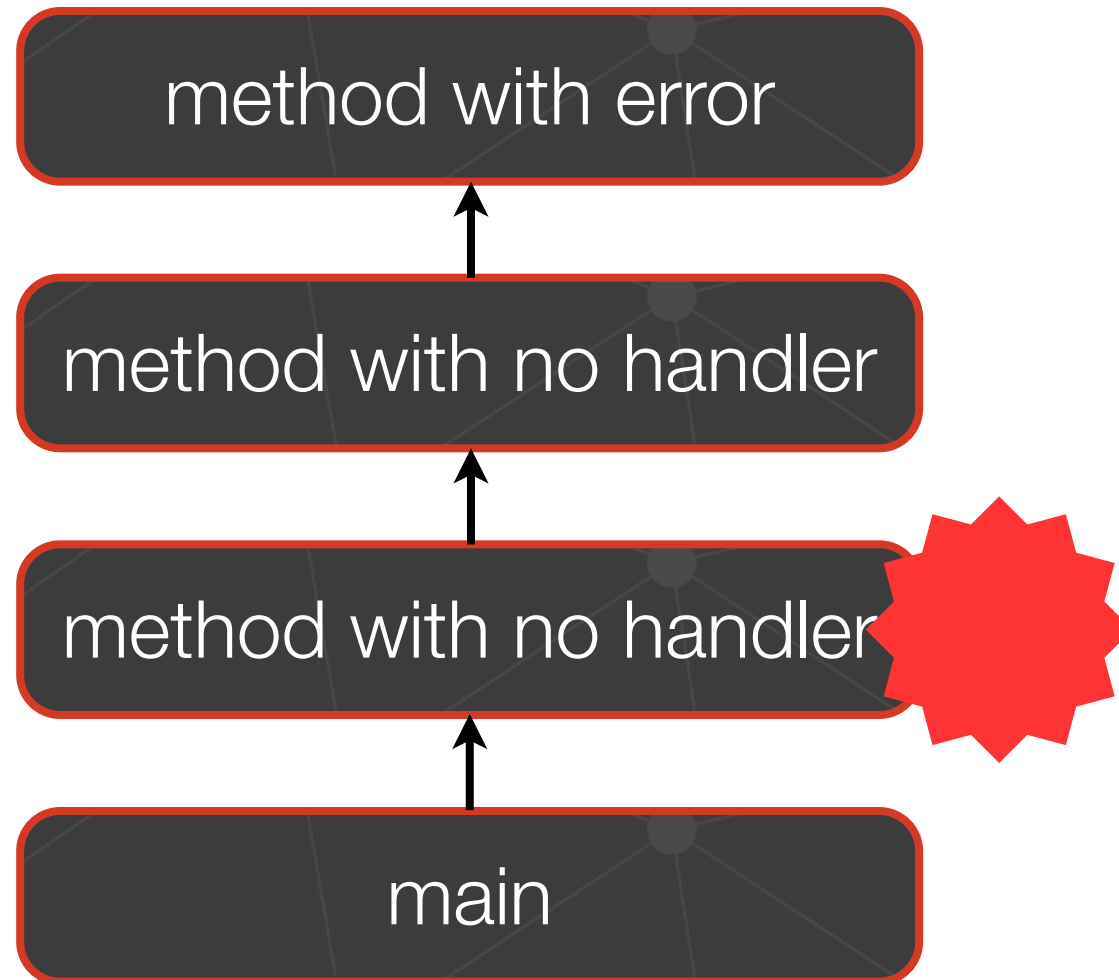 method with error
method with no handler
method with no handler
main